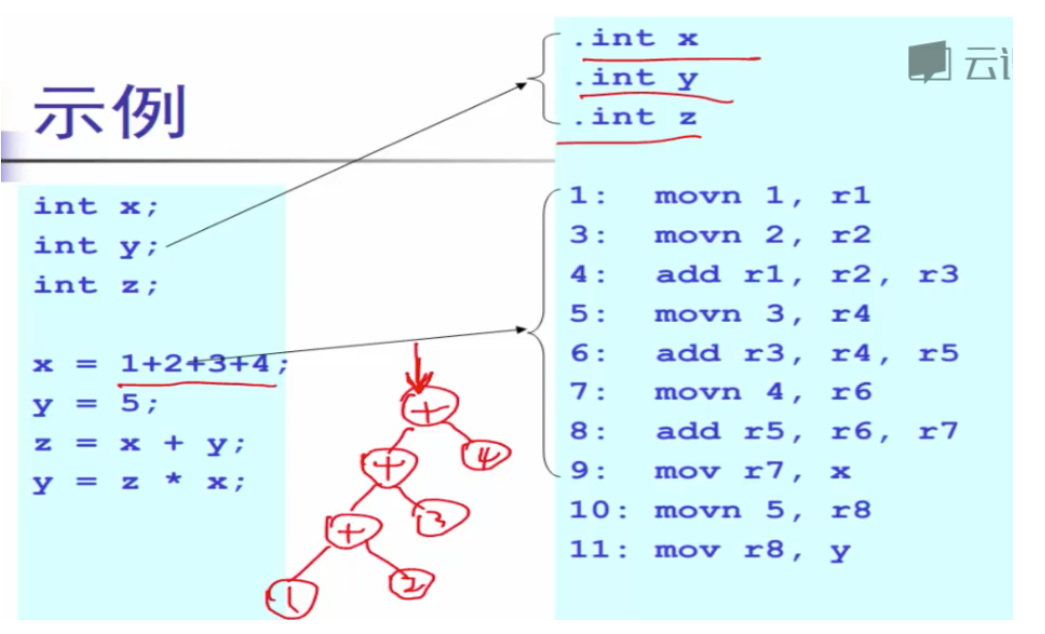 示例
int x;
int y;
int z;
x = 1+2+3+4;
y = 5;
z = x + y;
y = z * x;
+
+
4
+
3
1
2
.int x
.int y
.int z
1: movn 1, r1
3: movn 2, r2
4: add r1, r2, r3
5: movn 3, r4
6: add r3, r4, r5
7: movn 4, r6
8: add r5, r6, r7
9: mov r7, x
10: movn 5, r8
11: mov r8, y
云